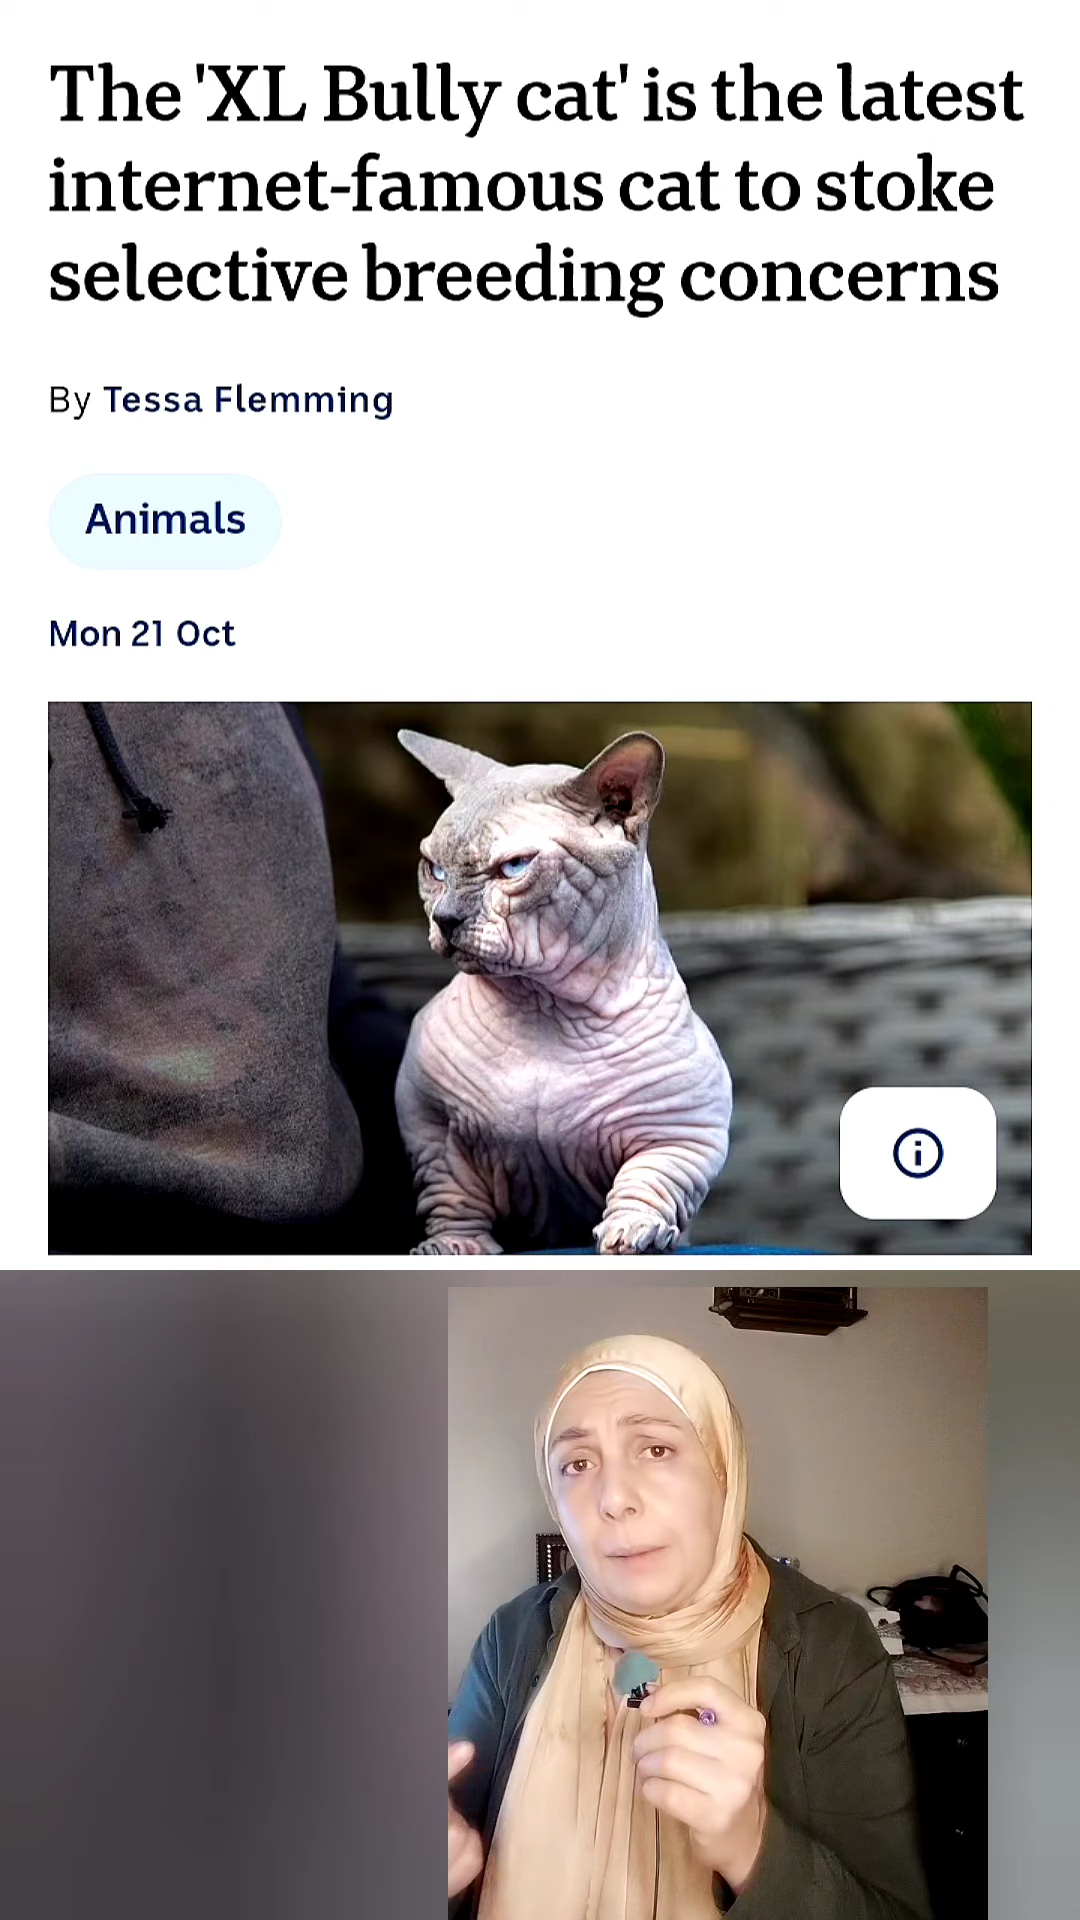 The 'XL Bully cat' is the latest
internet-famous cat to stoke
selective breeding concerns
By Tessa Flemming
Animals
Mon 21 Oct